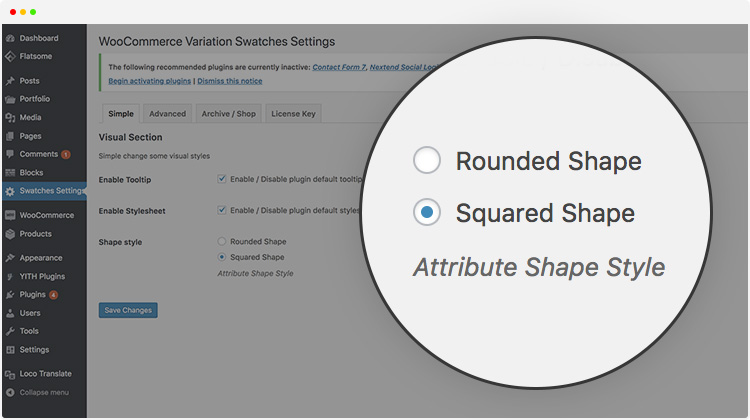 Dashboard
Flatsome
Posts
Portfolio
Media
Pages
Comments 1
Blocks
Swatches Settings
WooCommerce
Products
Appearance
YITH Plugins
Plugins 4
Users
Tools
Settings
Loco Translate
Collapse menu
WooCommerce Variation Swatches Settings
The following recommended plugins are currently inactive: Contact Form 7, Nextend Social
Begin activating plugins | Dismiss this notice
Simple Advanced Archive / Shop License Key
Visual Section
Simple change some visual styles
Enable Tooltip Enable / Disable plugin default tooltip
Enable Stylesheet Enable / Disable plugin default styles
Shape style Rounded Shape
Squared Shape
Attribute Shape Style
Save Changes
Rounded Shape
Squared Shape
Attribute Shape Style